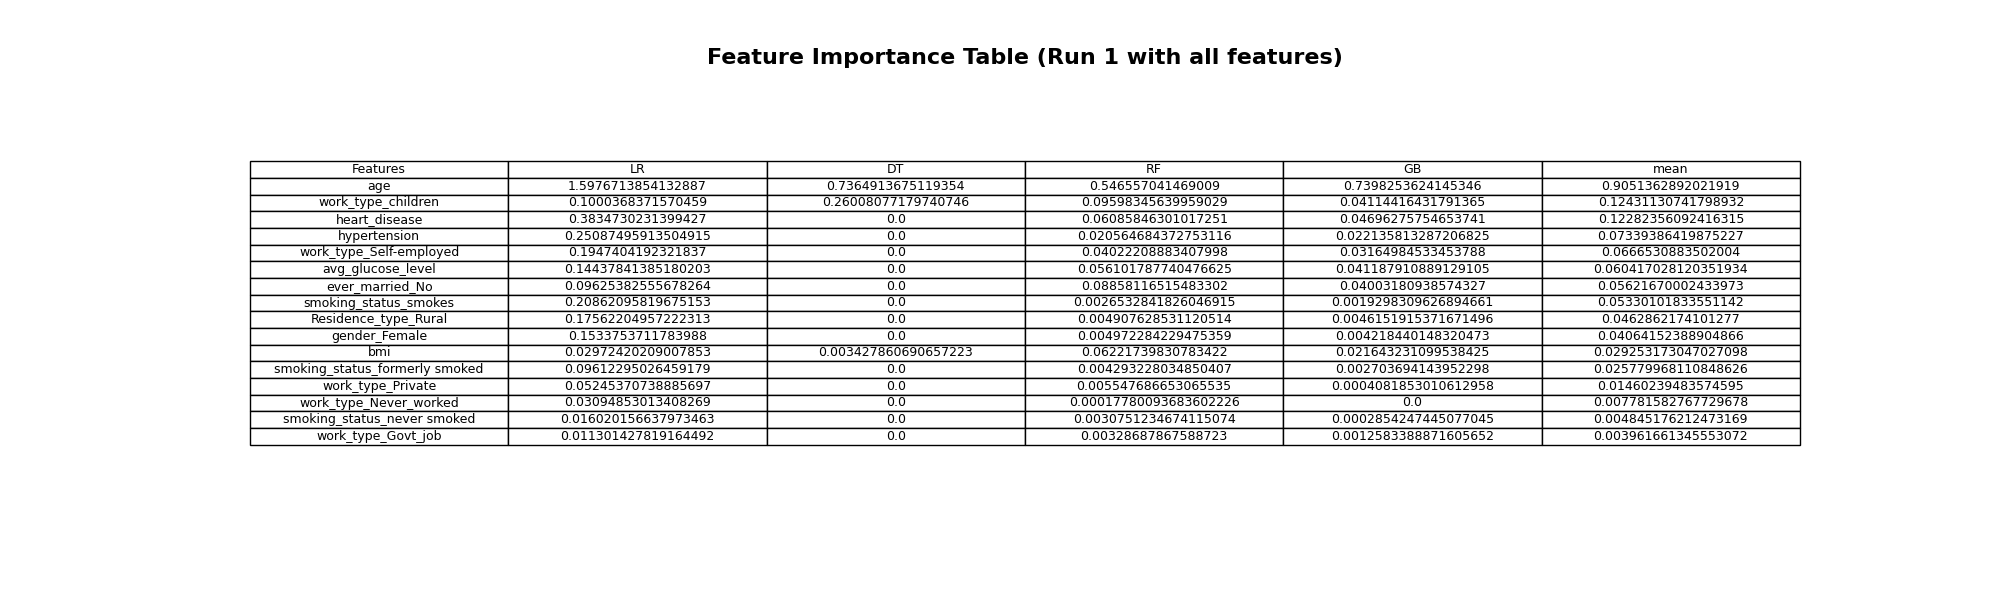 Feature Importance Table (Run 1 with all features)
Features LR DT RF GB mean
age 1.5976713854132887 0.7364913675119354 0.546557041469009 0.7398253624145346 0.9051362892021919
work_type_children 0.1000368371570459 0.26008077179740746 0.09598345639959029 0.04114416431791365 0.12431130741798932
heart_disease 0.3834730231399427 0.0 0.06085846301017251 0.04696275754653741 0.12282356092416315
hypertension 0.25087495913504915 0.0 0.020564684372753116 0.022135813287206825 0.07339386419875227
work_type_Self-employed 0.1947404192321837 0.0 0.04022208883407998 0.03164984533453788 0.0666530883502004
avg_glucose_level 0.14437841385180203 0.0 0.056101787740476625 0.041187910889129105 0.060417028120351934
ever_married_No 0.09625382555678264 0.0 0.08858116515483302 0.04003180938574327 0.05621670002433973
smoking_status_smokes 0.20862095819675153 0.0 0.0026532841826046915 0.0019298309626894661 0.05330101833551142
Residence_type_Rural 0.17562204957222313 0.0 0.004907628531120514 0.0046151915371671496 0.0462862174101277
gender_Female 0.1533753711783988 0.0 0.004972284229475359 0.004218440148320473 0.04064152388904866
bmi 0.02972420209007853 0.003427860690657223 0.06221739830783422 0.021643231099538425 0.029253173047027098
smoking_status_formerly smoked 0.09612295026459179 0.0 0.004293228034850407 0.002703694143952298 0.025779968110848626
work_type_Private 0.05245370738885697 0.0 0.005547686653065535 0.00040818530106129​58 0.01460239483574595
work_type_Never_worked 0.03094853013408269 0.0 0.00017780093683602226 0.0 0.007781582767729678
smoking_status_never smoked 0.016020156637973463 0.0 0.0030751234674115074 0.0002854247445077045 0.004845176212473169
work_type_Govt_job 0.011301427819164492 0.0 0.00328687867588723 0.0012583388871605652 0.003961661345553072